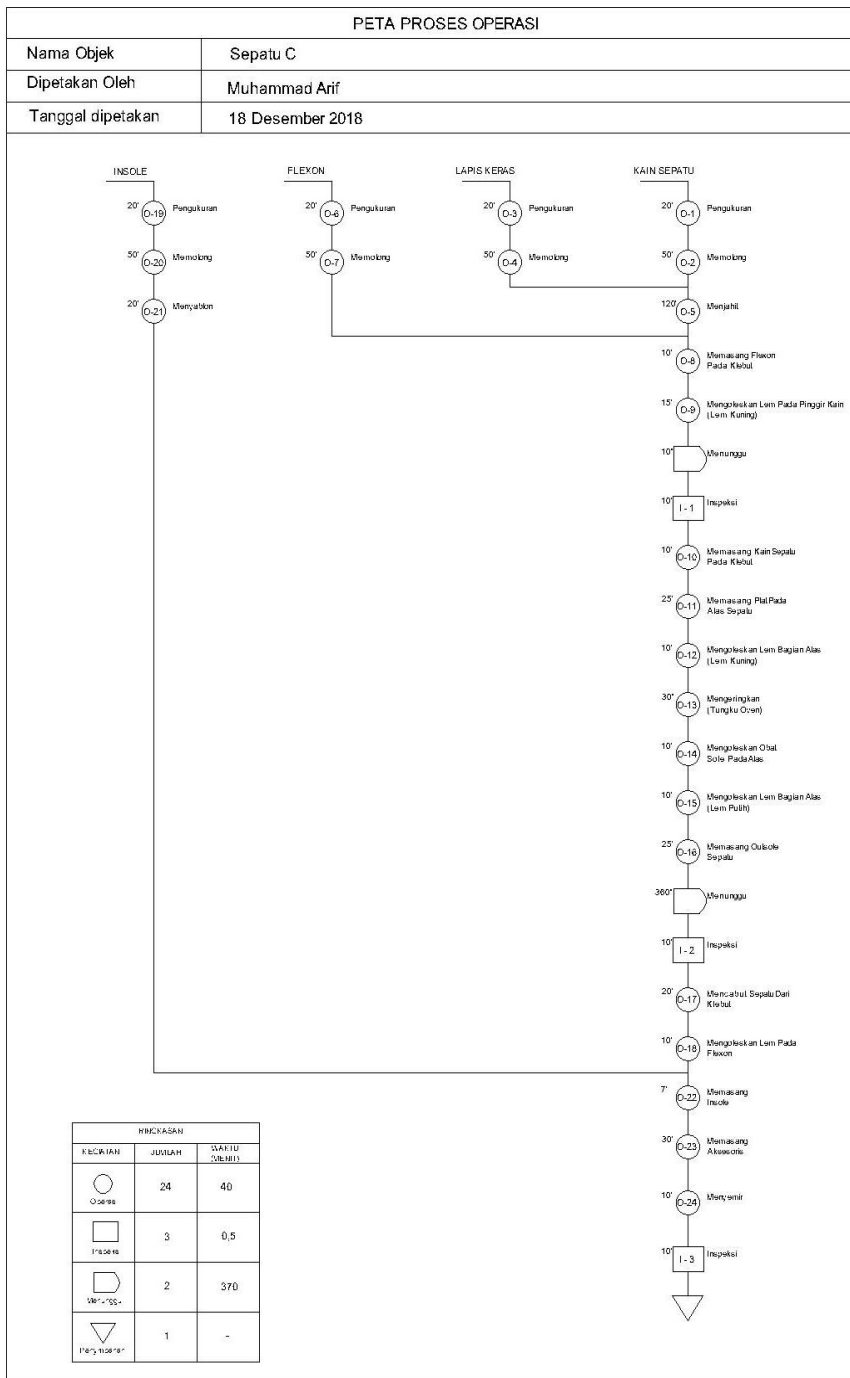 PETA PROSES OPERASI
Nama Objek
Sepatu C
Dipetakan Oleh
Muhammad Arif
Tanggal dipetakan
18 Desember 2018
INSOLE
FLEXON
LAPIS KERAS
KAIN SEPATU
20' O-19 Pengukuran
20' O-6 Pengukuran
20' O-3 Pengukuran
20' O-1 Pengukuran
50' O-20 Memotong
50' O-7 Memotong
50' O-4 Memotong
50' O-2 Memotong
20' O-21 Menyablon
120' O-5 Menjahit
10' O-8 Memasang Flexon
Pada Klebut
15' O-9 Mengoleskan Lem Pada Pinggir Kain
(Lem Kuning)
10" Menunggu
10' I - 1 Inspeksi
10' O-10 Memasang Kain Sepatu
Pada Klebut
25' O-11 Memasang Plat Pada
Alas Sepatu
10' O-12 Mengoleskan Lem Bagian Alas
(Lem Kuning)
30" O-13 Mengeringkan
(Tungku Oven)
10' O-14 Mengoleskan Obat
Sole Pada Alas
10' O-15 Mengoleskan Lem Bagian Alas
(Lem Putih)
25' O-16 Memasang Outsole
Sepatu
360" Menunggu
10' I - 2 Inspeksi
20' O-17 Mencabut Sepatu Dari
Klebut
10' O-18 Mengoleskan Lem Pada
Flexon
7' O-22 Memasang
Insole
30' O-23 Memasang
Aksesoris
10' O-24 Menyemir
10' I - 3 Inspeksi
RINGKASAN
KEGIATAN JUMLAH WAKTU
(MENIT)
Operasi 24 40
Inspeksi 3 0,5
Menunggu 2 370
Penyimpanan 1 -